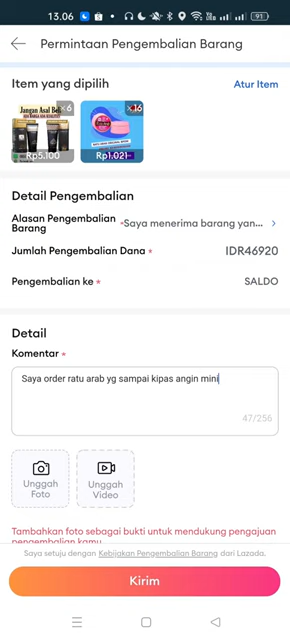 13.06
91
Permintaan Pengembalian Barang
Item yang dipilih
Atur Item
Jangan Asal Beli
×6
×16
Rp5.100
Rp1.021
Detail Pengembalian
Alasan Pengembalian Barang
-Saya menerima barang yan...
Jumlah Pengembalian Dana *
IDR46920
Pengembalian ke *
SALDO
Detail
Komentar *
Saya order ratu arab yg sampai kipas angin mini
47/256
Unggah Foto
Unggah Video
Tambahkan foto sebagai bukti untuk mendukung pengajuan
pengembalian kamu
Saya setuju dengan Kebijakan Pengembalian Barang dari Lazada.
Kirim